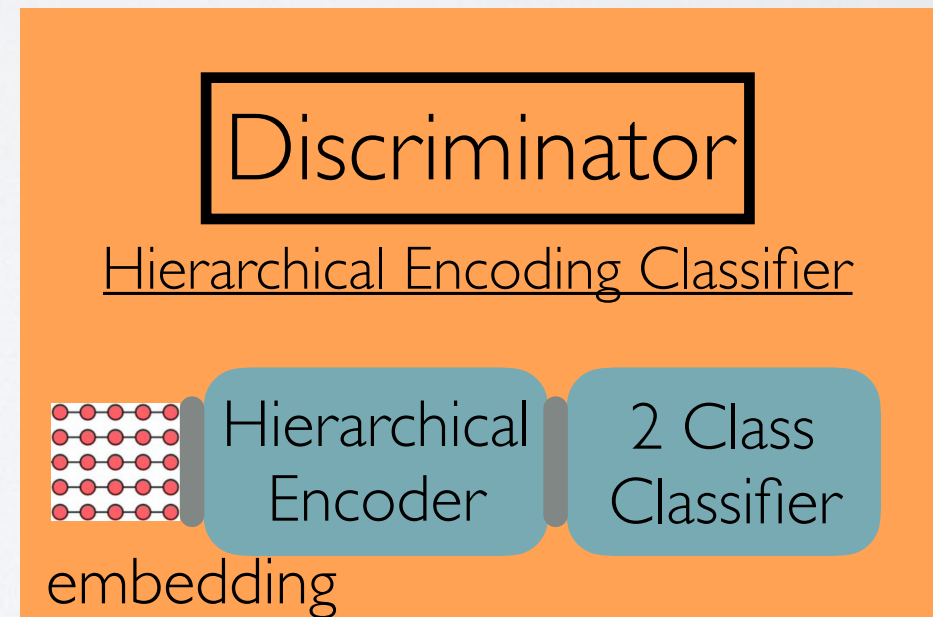 Discriminator
Hierarchical Encoding Classifier
Hierarchical
Encoder
2 Class
Classifier
embedding